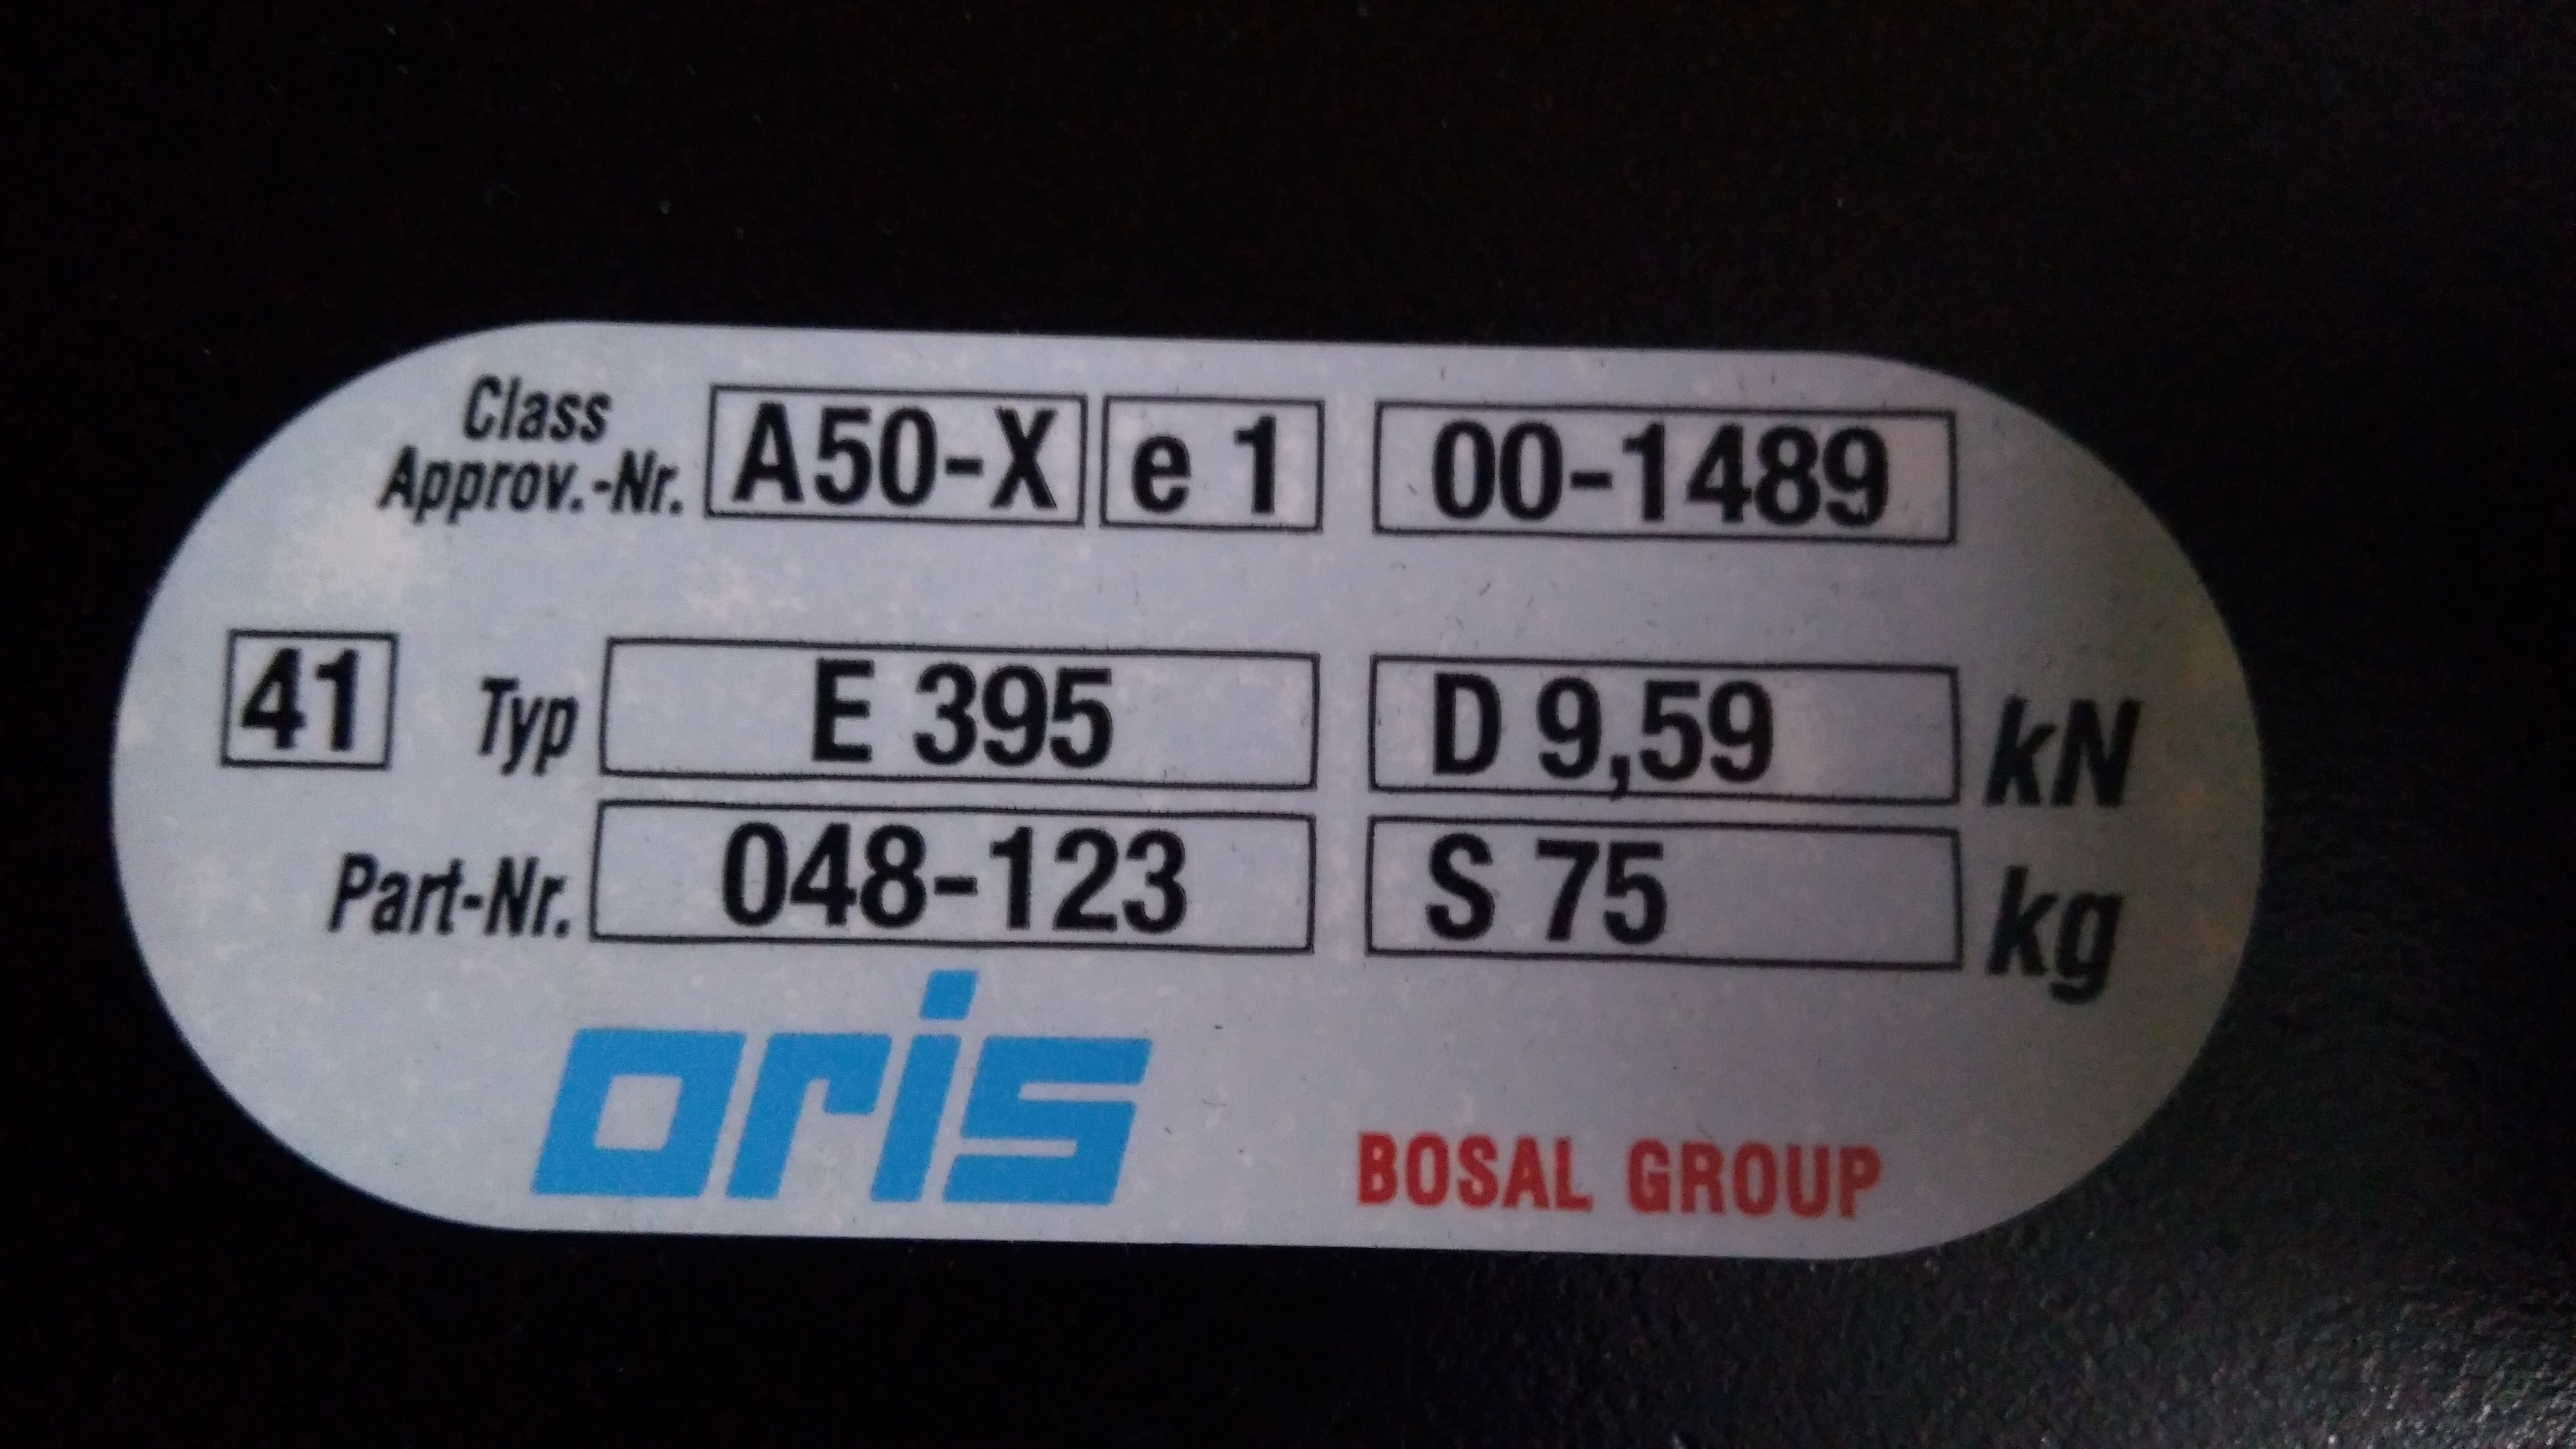 Class
Approv.-Nr. A50-X e 1 00-1489
41 Typ E 395 D 9,59 kN
Part-Nr. 048-123 S 75 kg
oris BOSAL GROUP